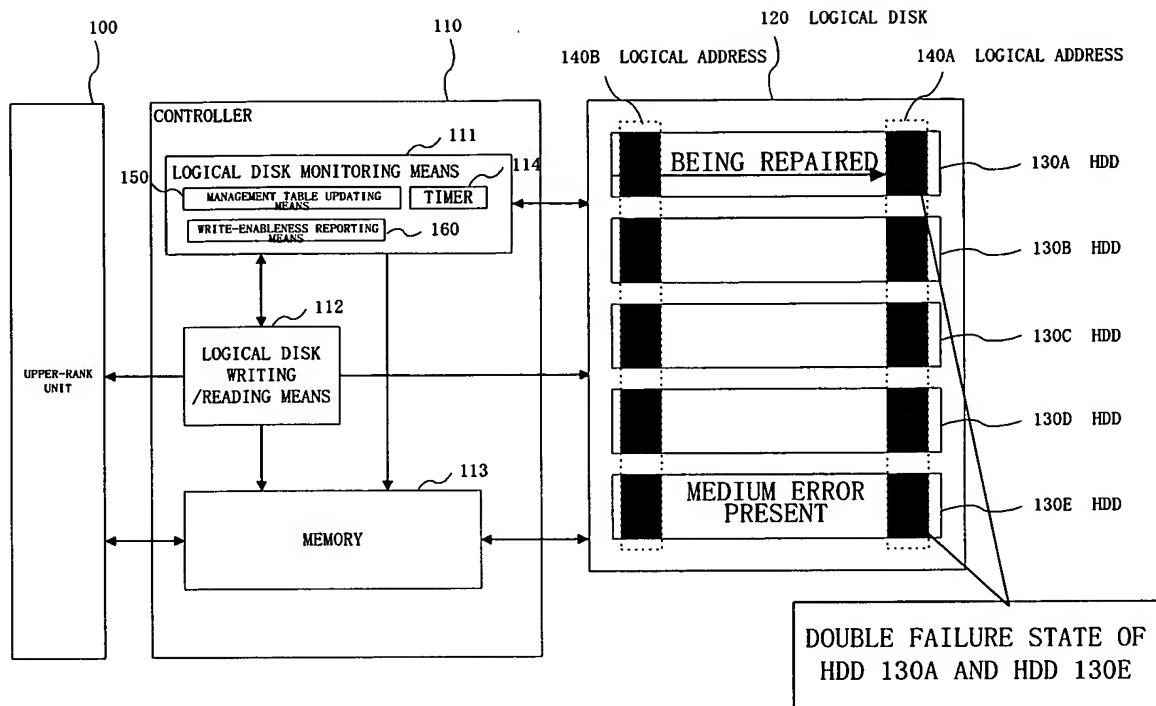 100
110
120 LOGICAL DISK
140B LOGICAL ADDRESS
140A LOGICAL ADDRESS
CONTROLLER
111
LOGICAL DISK MONITORING MEANS
150
114
MANAGEMENT TABLE UPDATING
MEANS
TIMER
WRITE-ENABLENESS REPORTING
MEANS
160
112
LOGICAL DISK
WRITING
/READING MEANS
UPPER-RANK
UNIT
113
MEMORY
BEING REPAIRED
130A HDD
130B HDD
130C HDD
130D HDD
MEDIUM ERROR
PRESENT
130E HDD
DOUBLE FAILURE STATE OF
HDD 130A AND HDD 130E